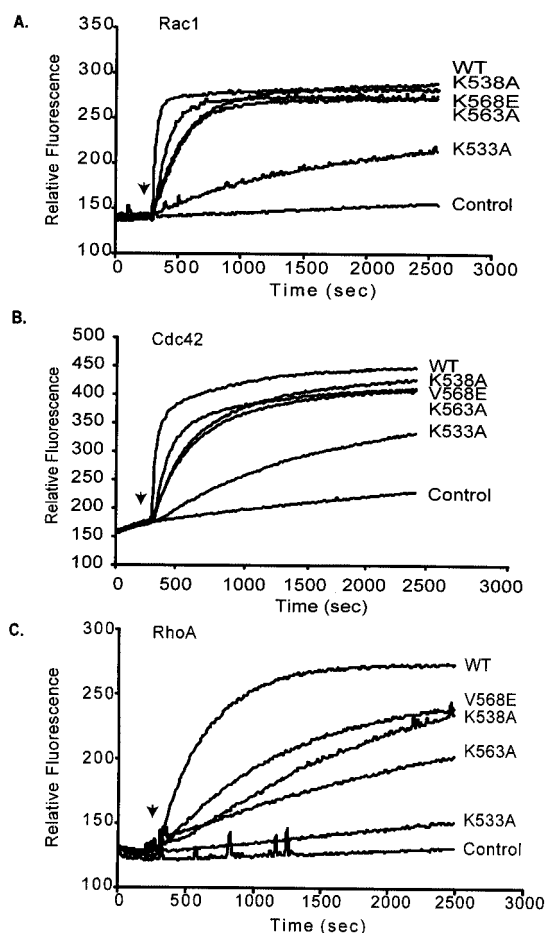 A.
Rac1
350
300
250
200
150
100
Relative Fluorescence
WT
K538A
K568E
K563A
K533A
Control
0 500 1000 1500 2000 2500 3000
Time (sec)
B.
Cdc42
500
450
400
350
300
250
200
150
100
Relative Fluorescence
WT
K538A
V568E
K563A
K533A
Control
0 500 1000 1500 2000 2500 3000
Time (sec)
C.
RhoA
300
250
200
150
100
Relative Fluorescence
WT
V568E
K538A
K563A
K533A
Control
0 500 1000 1500 2000 2500 3000
Time (sec)